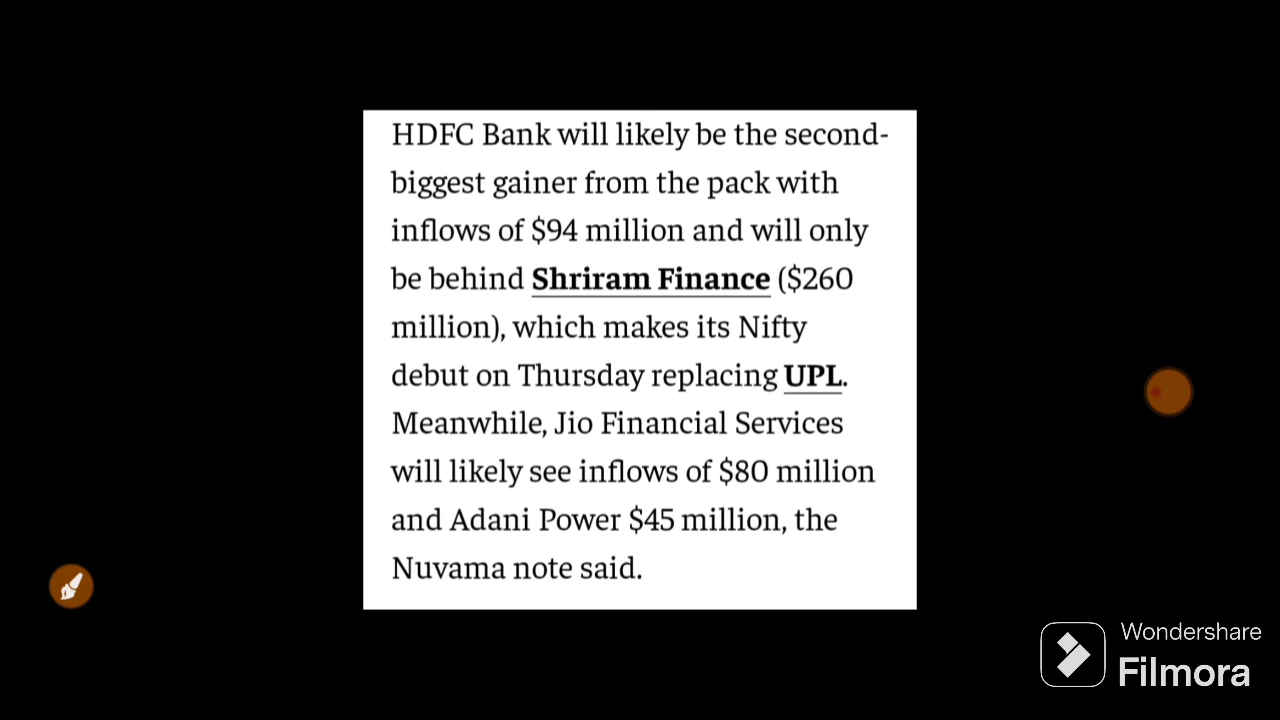 HDFC Bank will likely be the second-
biggest gainer from the pack with
inflows of $94 million and will only
be behind Shriram Finance ($260
million), which makes its Nifty
debut on Thursday replacing UPL.
Meanwhile, Jio Financial Services
will likely see inflows of $80 million
and Adani Power $45 million, the
Nuvama note said.
Wondershare
Filmora